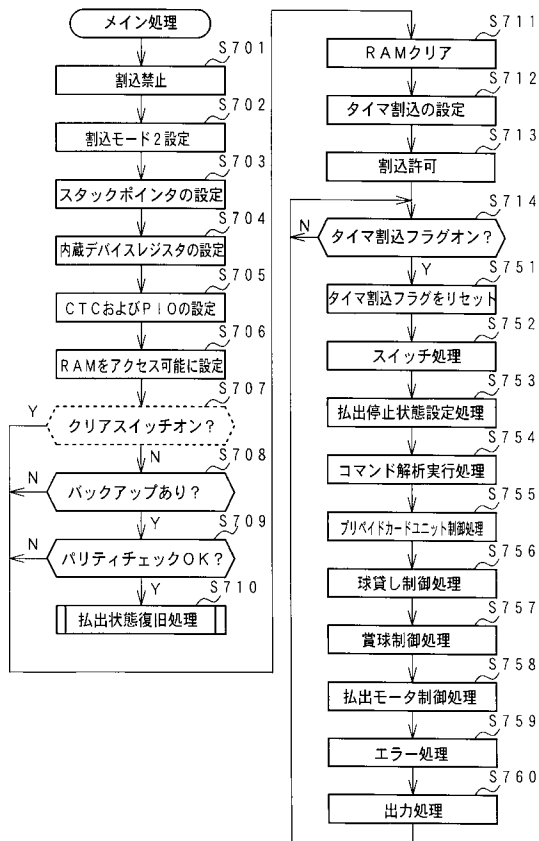 メイン処理
S701
割込禁止
S702
割込モード2設定
S703
スタックポインタの設定
S704
内蔵デバイスレジスタの設定
S705
CTCおよびPIOの設定
S706
RAMをアクセス可能に設定
S707
Y
クリアスイッチオン?
N
S708
N
バックアップあり?
Y
S709
N
パリティチェックOK?
Y
S710
払出状態復旧処理
S711
RAMクリア
S712
タイマ割込の設定
S713
割込許可
S714
N
タイマ割込フラグオン?
Y
S751
タイマ割込フラグをリセット
S752
スイッチ処理
S753
払出停止状態設定処理
S754
コマンド解析実行処理
S755
プリペイドカードユニット制御処理
S756
球貸し制御処理
S757
賞球制御処理
S758
払出モータ制御処理
S759
エラー処理
S760
出力処理